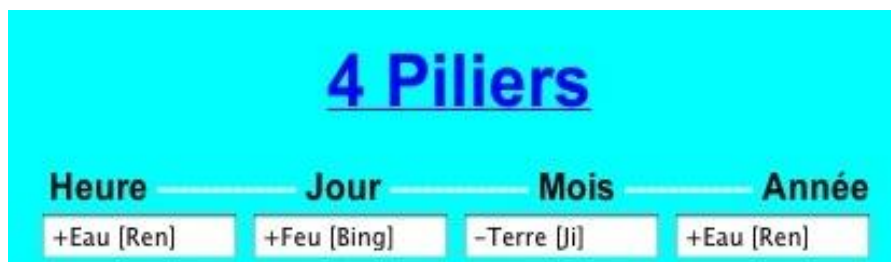 4 Piliers
Heure Jour Mois Année
+Eau [Ren] +Feu [Bing] -Terre [Ji] +Eau [Ren]